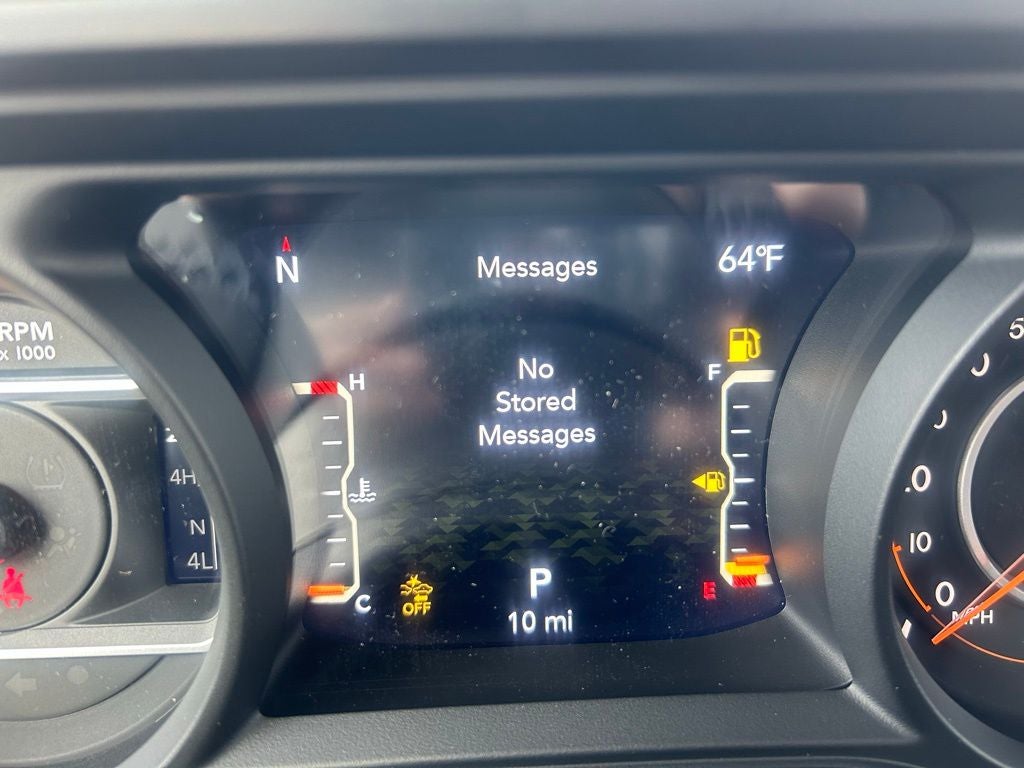 N
Messages
64°F
RPM
x 1000
H
F
No
Stored
Messages
4H
N
4L
C
OFF
P
10 mi
E
10
0
MPH